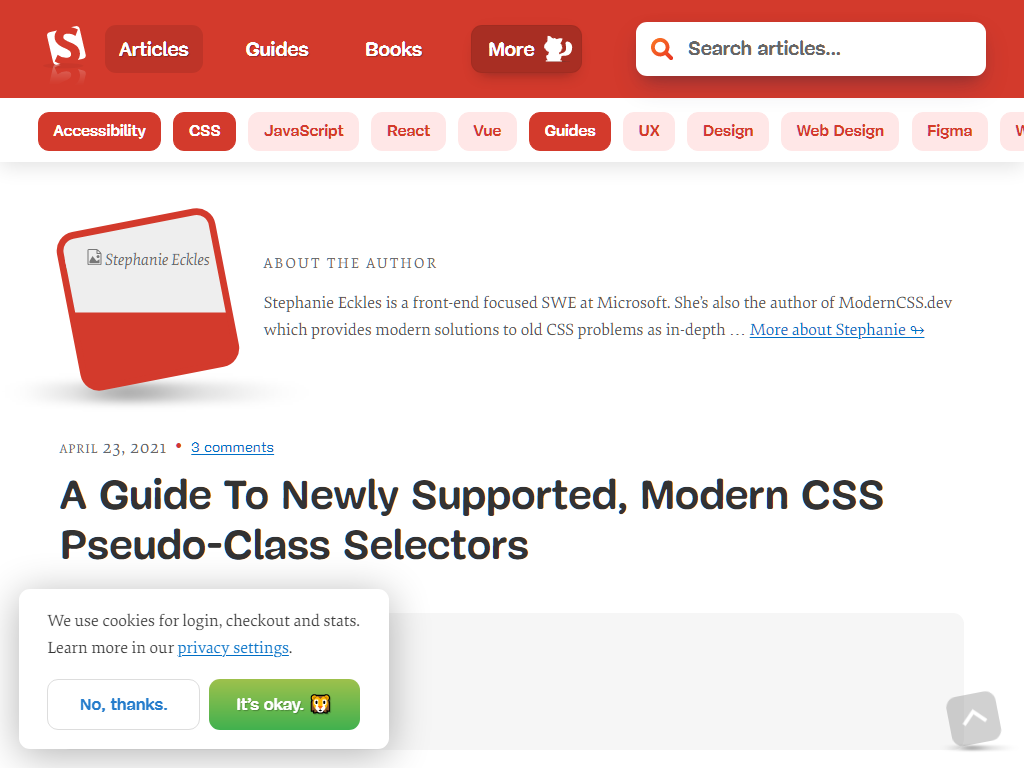 Articles
Guides
Books
More
Search articles...
Accessibility
CSS
JavaScript
React
Vue
Guides
UX
Design
Web Design
Figma
Stephanie Eckles
ABOUT THE AUTHOR
Stephanie Eckles is a front-end focused SWE at Microsoft. She’s also the author of ModernCSS.dev
which provides modern solutions to old CSS problems as in-depth … More about Stephanie ↬
APRIL 23, 2021 • 3 comments
A Guide To Newly Supported, Modern CSS
Pseudo-Class Selectors
We use cookies for login, checkout and stats.
Learn more in our privacy settings.
No, thanks.
It’s okay. 🐯